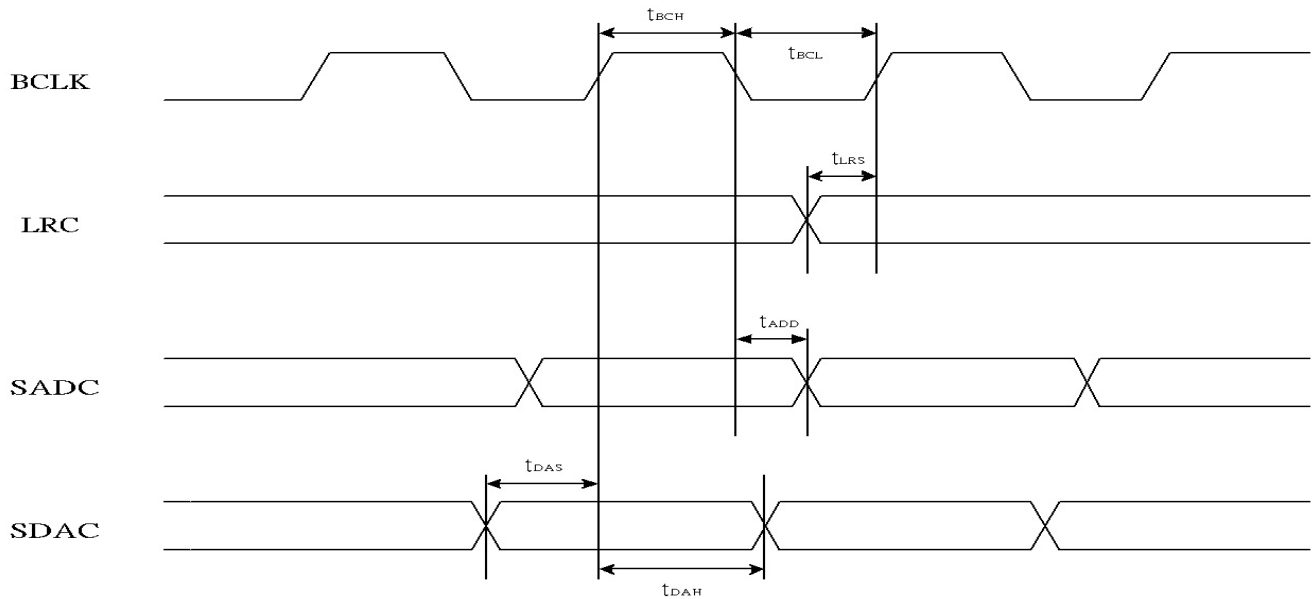 tBCH
tBCL
BCLK
tLRS
LRC
tADD
SADC
tDAS
SDAC
tDAH